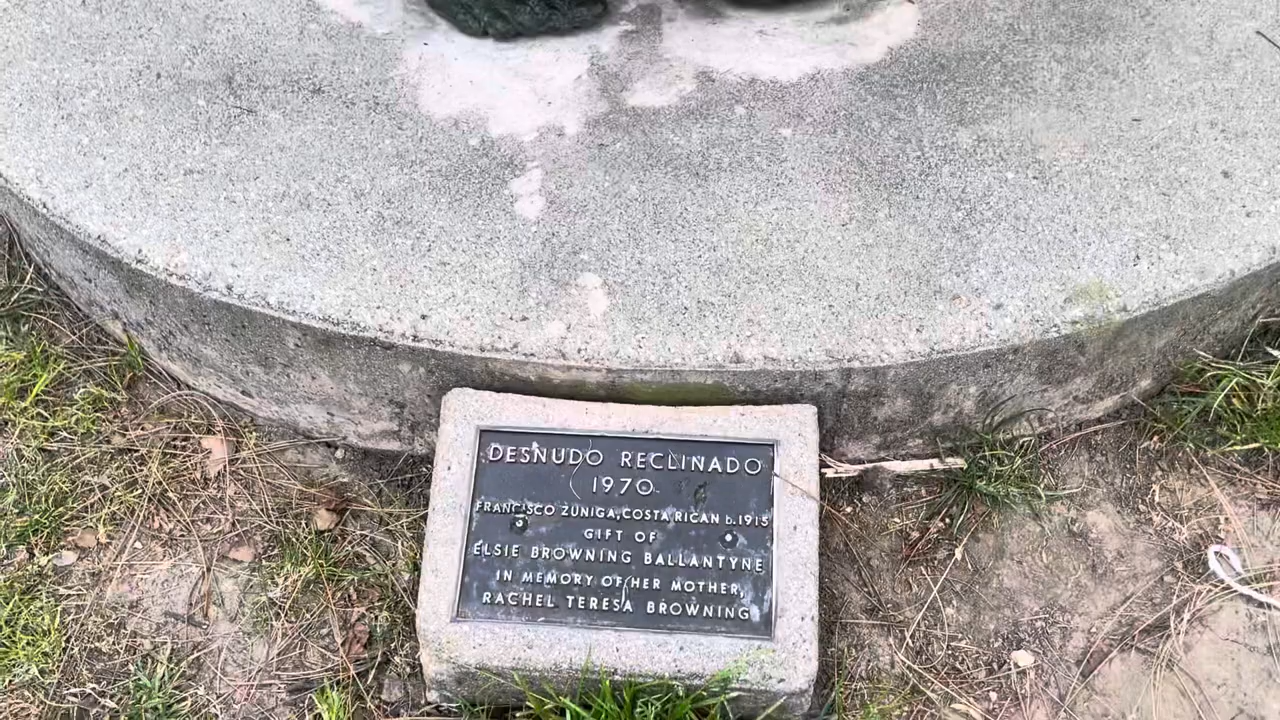 DESNUDO RECLINADO
1970
FRANCISCO ZUNIGA, COSTA RICAN b.1915
GIFT OF
ELSIE BROWNING BALLANTYNE
IN MEMORY OF HER MOTHER,
RACHEL TERESA BROWNING